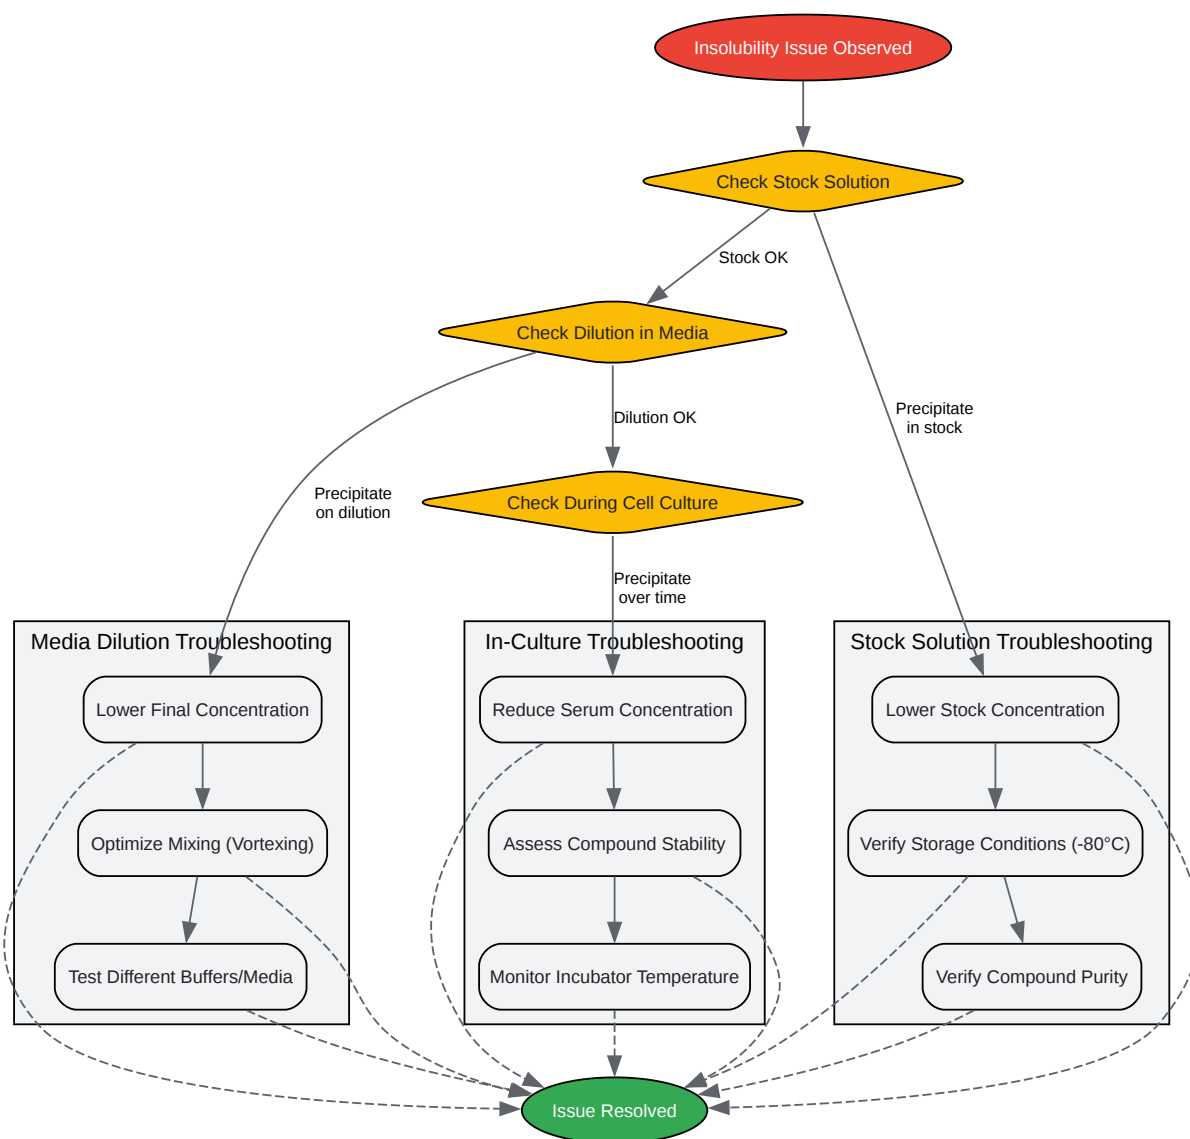 Insolubility Issue Observed
Check Stock Solution
Stock OK
Check Dilution in Media
Precipitate
in stock
Dilution OK
Precipitate
on dilution
Check During Cell Culture
Precipitate
over time
Media Dilution Troubleshooting
In-Culture Troubleshooting
Stock Solution Troubleshooting
Lower Final Concentration
Reduce Serum Concentration
Lower Stock Concentration
Optimize Mixing (Vortexing)
Assess Compound Stability
Verify Storage Conditions (-80°C)
Test Different Buffers/Media
Monitor Incubator Temperature
Verify Compound Purity
Issue Resolved